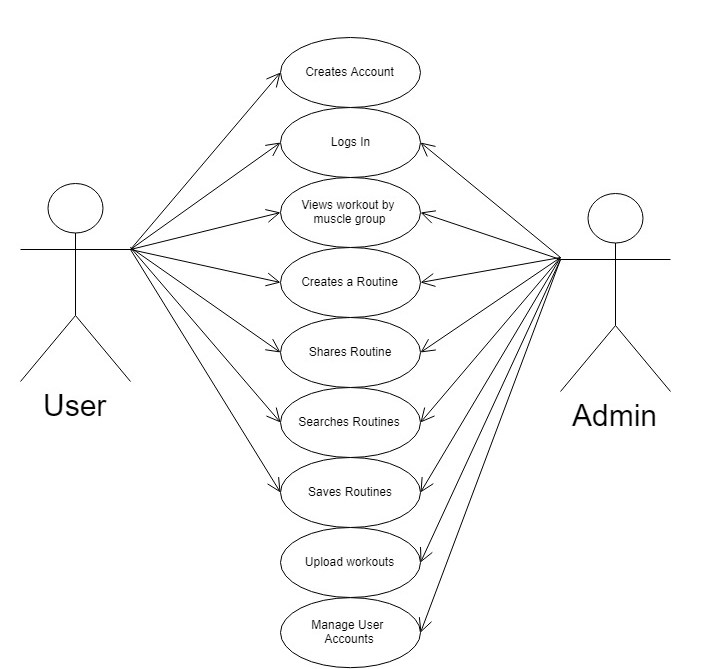 Creates Account
Logs In
Views workout by
muscle group
Creates a Routine
Shares Routine
User
Admin
Searches Routines
Saves Routines
Upload workouts
Manage User
Accounts